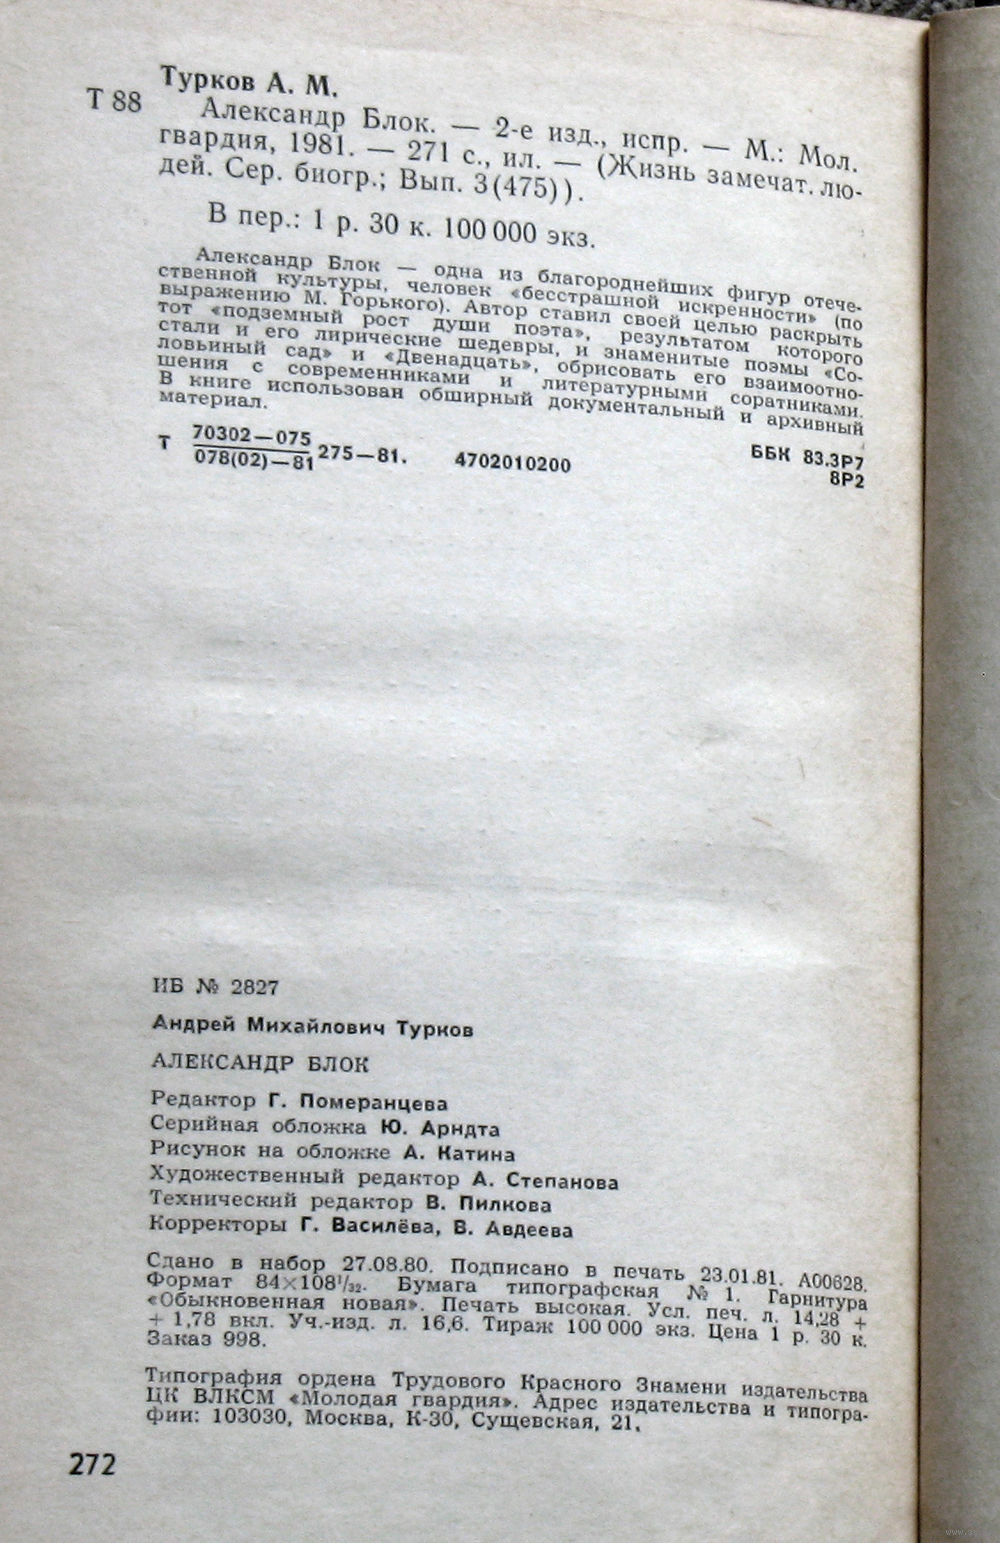 Турков А. М.
Т 88
Александр Блок. — 2-е изд., испр. — М.: Мол.
гвардия, 1981. — 271 с., ил. — (Жизнь замечат. лю-
дей. Сер. биогр.; Вып. 3(475)).
В пер.: 1 р. 30 к. 100 000 экз.
Александр Блок — одна из благороднейших фигур отече-
ственной культуры, человек «бесстрашной искренности» (по
выражению М. Горького). Автор ставил своей целью раскрыть
тот «подземный рост души поэта», результатом которого
стали и его лирические шедевры, и знаменитые поэмы «Со-
ловьиный сад» и «Двенадцать», обрисовать его взаимоотно-
шения с современниками и литературными соратниками.
В книге использован обширный документальный и архивный
материал.
Т 70302—075
078(02)—81 275—81. 4702010200
ББК 83.3Р7
8Р2
ИБ № 2827
Андрей Михайлович Турков
АЛЕКСАНДР БЛОК
Редактор Г. Померанцева
Серийная обложка Ю. Арндта
Рисунок на обложке А. Катина
Художественный редактор А. Степанова
Технический редактор В. Пилкова
Корректоры Г. Василёва, В. Авдеева
Сдано в набор 27.08.80. Подписано в печать 23.01.81. А00628.
Формат 84×108¹/₃₂. Бумага типографская № 1. Гарнитура
«Обыкновенная новая». Печать высокая. Усл. печ. л. 14,28 +
+ 1,78 вкл. Уч.-изд. л. 16,6. Тираж 100 000 экз. Цена 1 р. 30 к.
Заказ 998.
Типография ордена Трудового Красного Знамени издательства
ЦК ВЛКСМ «Молодая гвардия». Адрес издательства и типогра-
фии: 103030, Москва, К-30, Сущевская, 21.
272